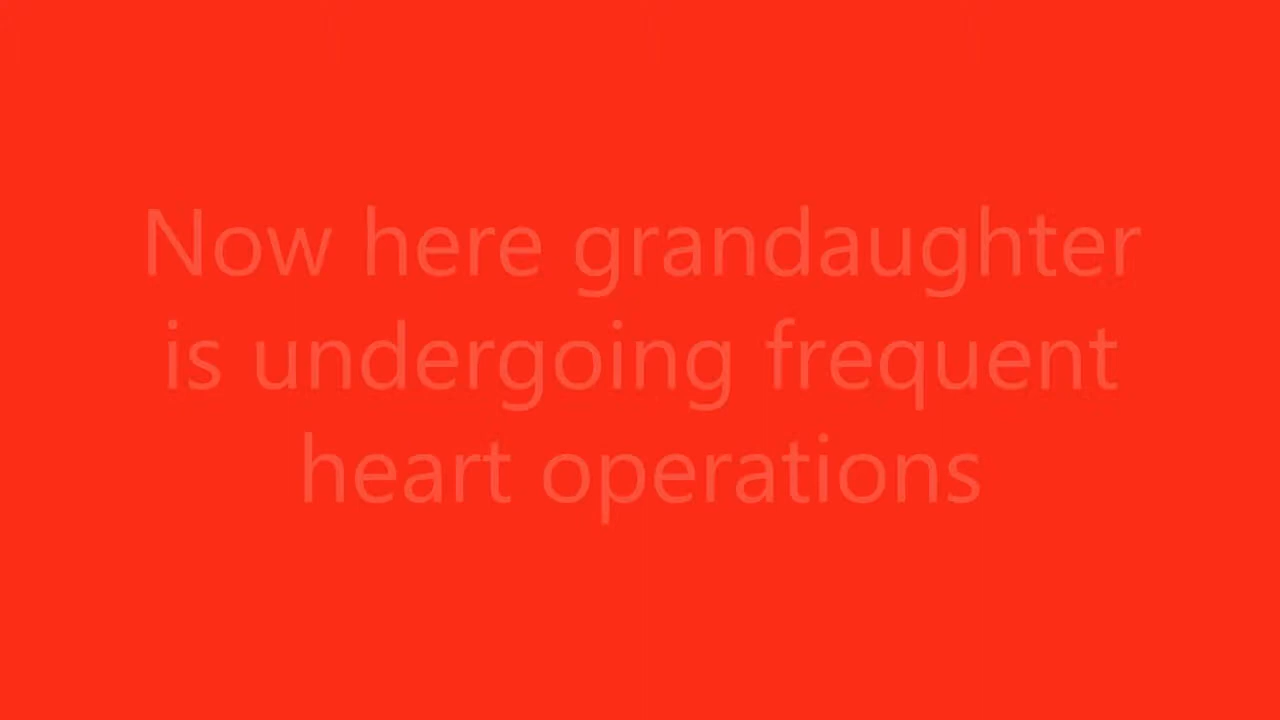 Now here grandaughter
is undergoing frequent
heart operations